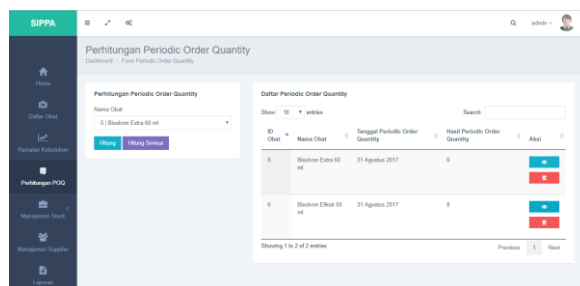 SIPPA
admin
Perhitungan Periodic Order Quantity
Dashboard / Form Periodic Order Quantity
Home
Daftar Obat
Ramalan Kebutuhan
Perhitungan POQ
Manajemen Stock
Manajemen Supplier
Laporan
Perhitungan Periodic Order Quantity
Nama Obat
5 | Bisolvon Extra 60 ml
Hitung Hitung Semua
Daftar Periodic Order Quantity
Show 10 entries Search:
ID Obat Nama Obat Tanggal Periodic Order Quantity Hasil Periodic Order Quantity Aksi
5 Bisolvon Extra 60 ml 31 Agustus 2017 6
6 Bisolvon Eliksir 60 ml 31 Agustus 2017 8
Showing 1 to 2 of 2 entries
Previous 1 Next